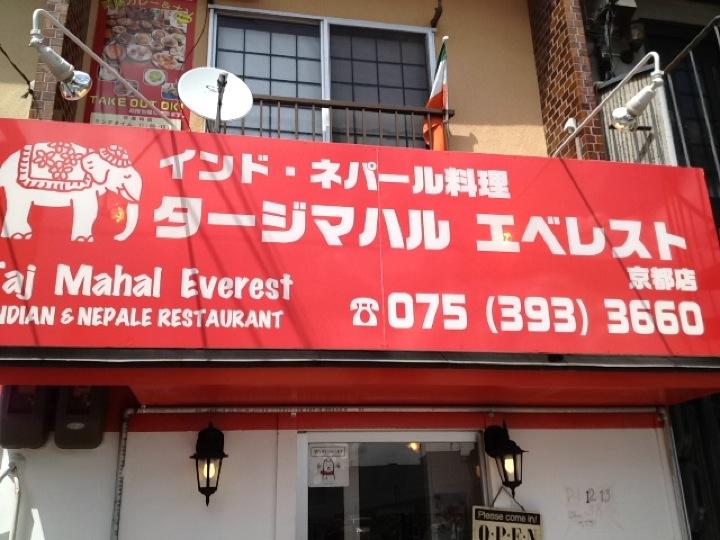 TAKE OUT OK!
インド・ネパール料理
タージマハル エベレスト
京都店
Taj Mahal Everest
INDIAN & NEPALE RESTAURANT
☎075 (393) 3660
Please come in!
OPEN